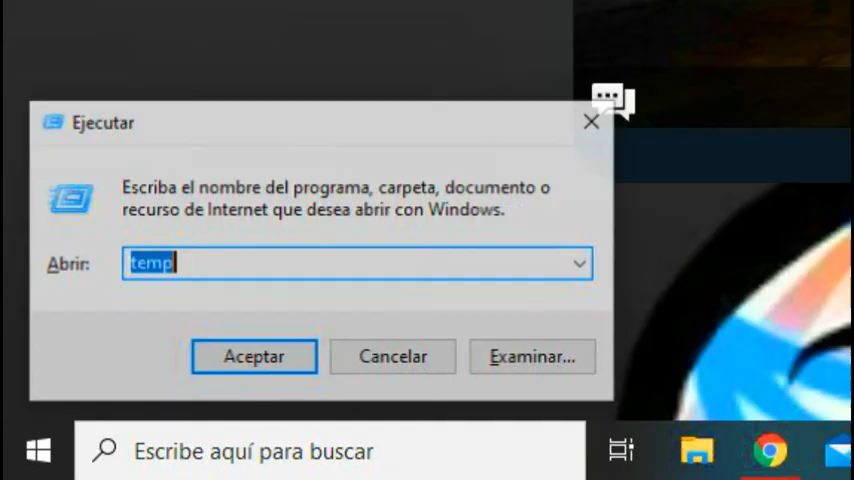 Ejecutar
Escriba el nombre del programa, carpeta, documento o
recurso de Internet que desea abrir con Windows.
Abrir: temp
Aceptar Cancelar Examinar...
Escribe aquí para buscar